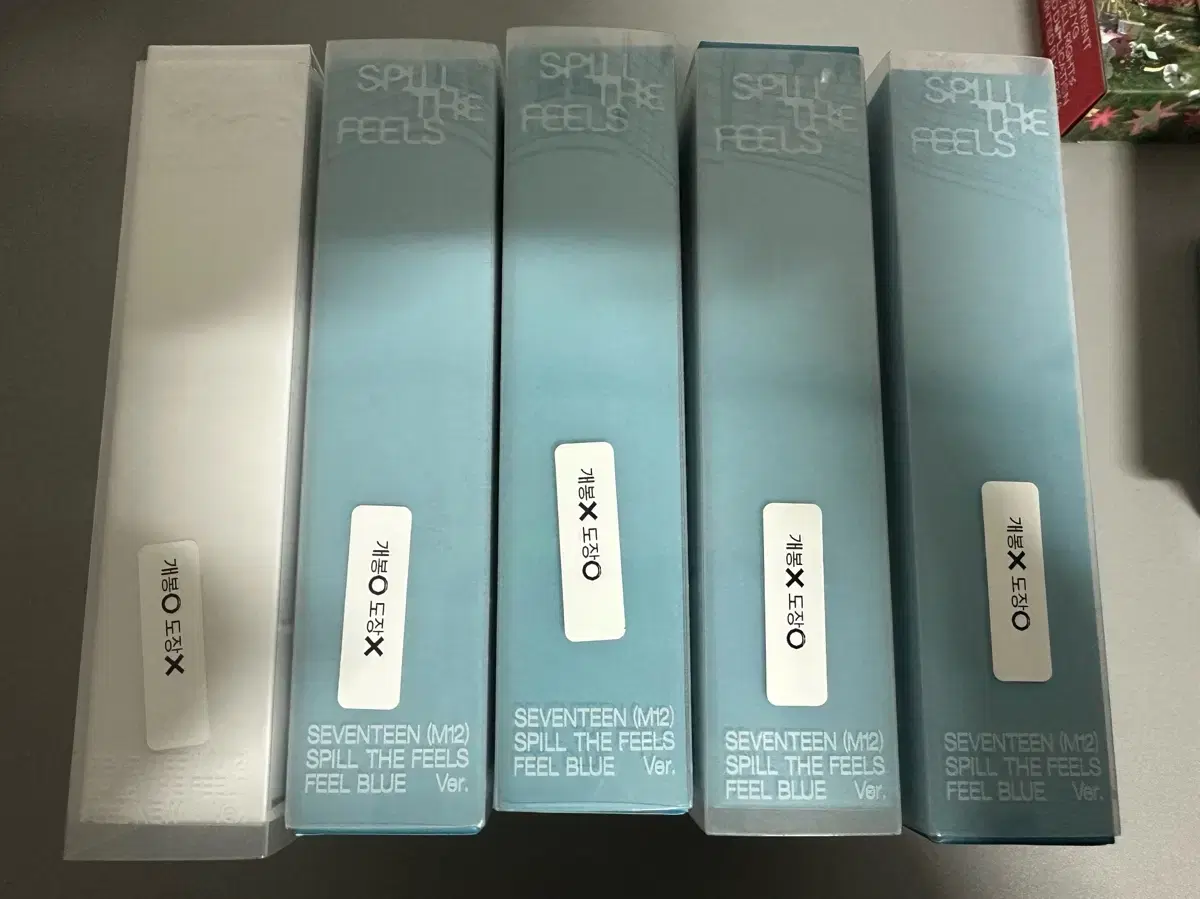 개봉O 도장X
SPILL
THE
FEELS
개봉O 도장X
SEVENTEEN (M12)
SPILL THE FEELS
FEEL BLUE Ver.
SPILL
THE
FEELS
개봉X 도장O
SEVENTEEN (M12)
SPILL THE FEELS
FEEL BLUE Ver.
SPILL
THE
FEELS
개봉X 도장O
SEVENTEEN (M12)
SPILL THE FEELS
FEEL BLUE Ver.
SPILL
THE
FEELS
개봉X 도장O
SEVENTEEN (M12)
SPILL THE FEELS
FEEL BLUE Ver.
ALL RIGHTS